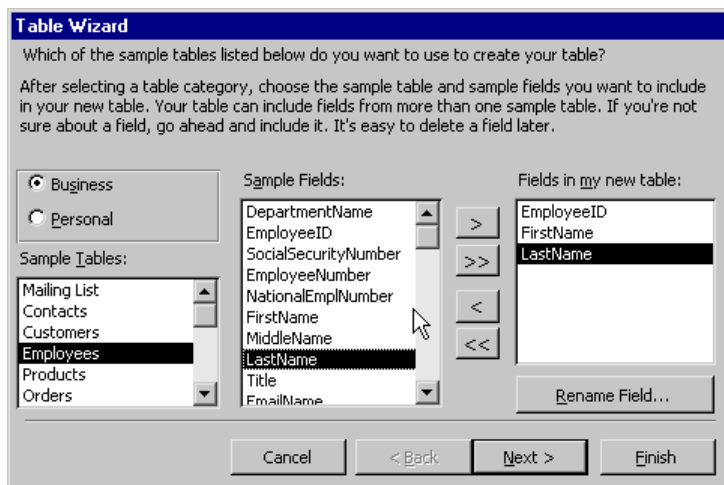 Table Wizard
Which of the sample tables listed below do you want to use to create your table?
After selecting a table category, choose the sample table and sample fields you want to include
in your new table. Your table can include fields from more than one sample table. If you're not
sure about a field, go ahead and include it. It's easy to delete a field later.
Business
Personal
Sample Tables:
Mailing List
Contacts
Customers
Employees
Products
Orders
Sample Fields:
DepartmentName
EmployeeID
SocialSecurityNumber
EmployeeNumber
NationalEmplNumber
FirstName
MiddleName
LastName
Title
EmailName
>
>>
<
<<
Fields in my new table:
EmployeeID
FirstName
LastName
Rename Field...
Cancel
< Back
Next >
Finish